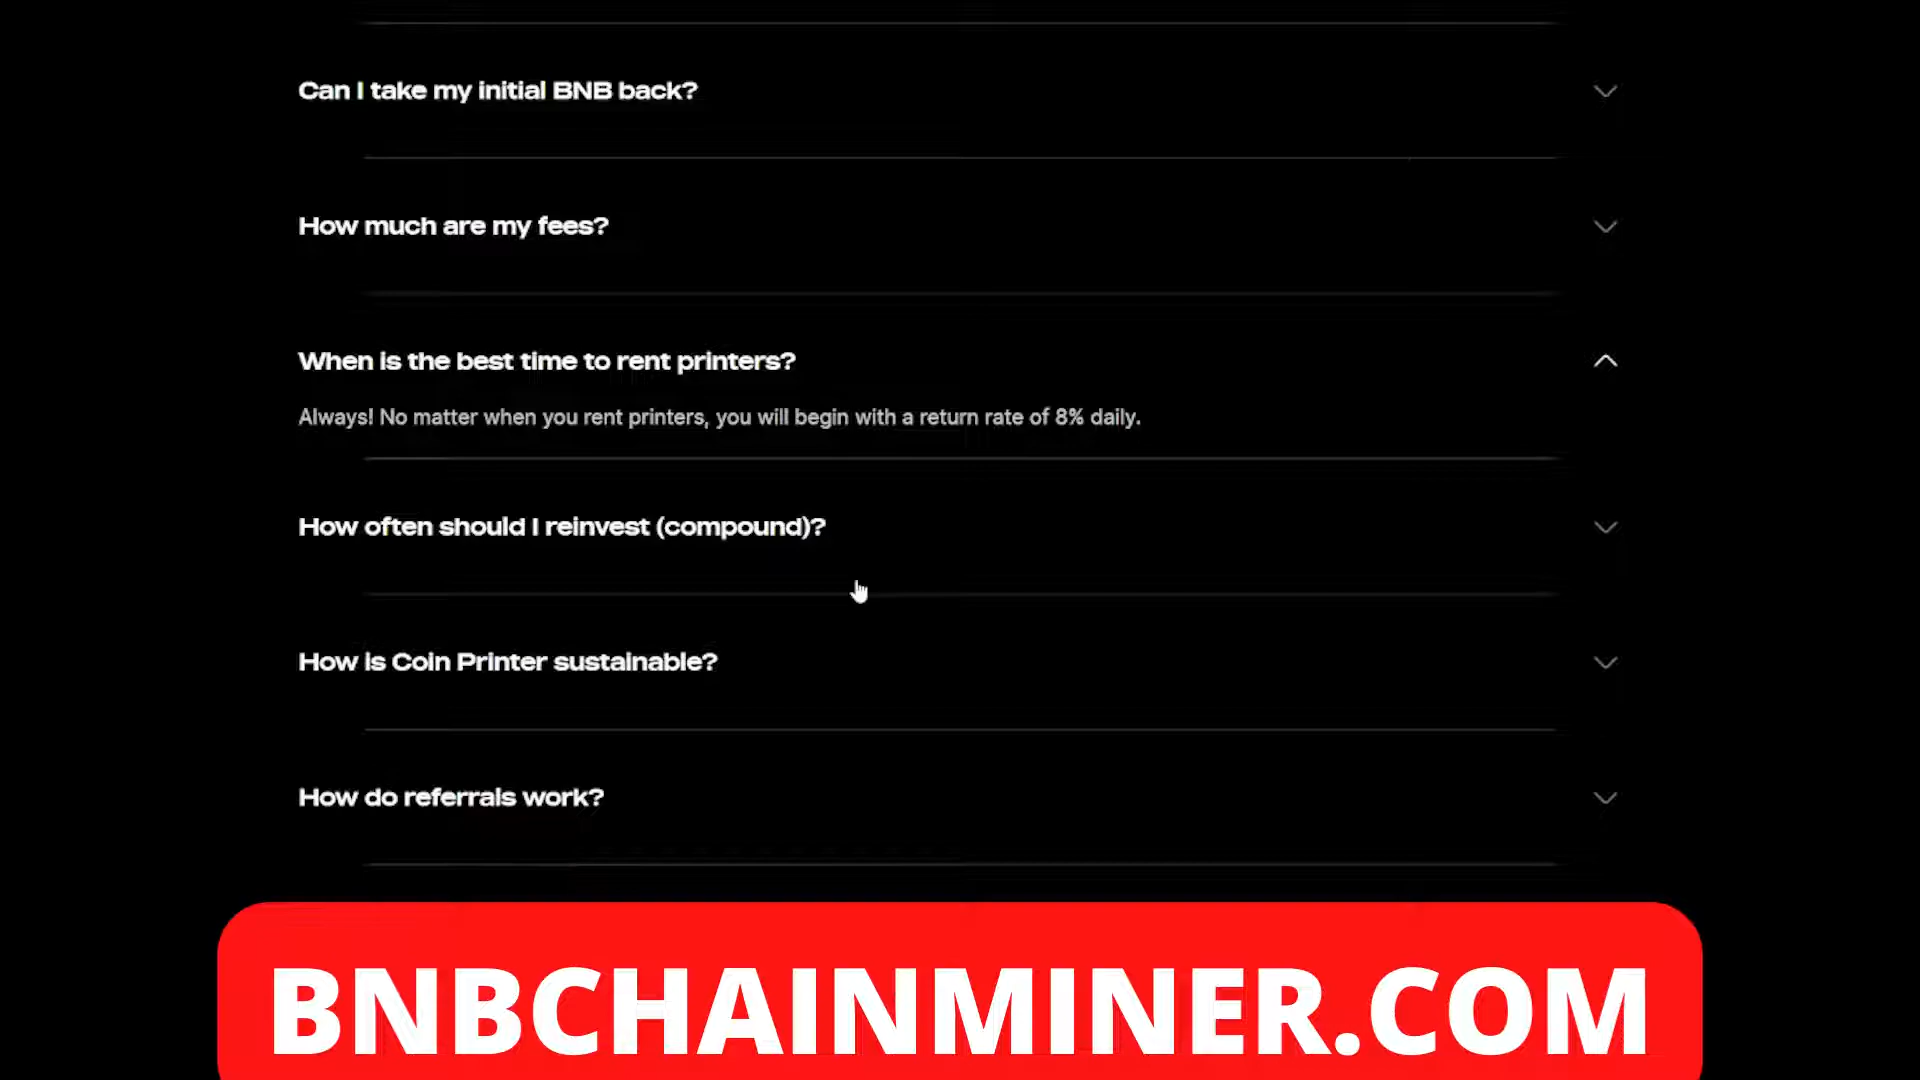 Can I take my initial BNB back?
How much are my fees?
When is the best time to rent printers?
Always! No matter when you rent printers, you will begin with a return rate of 8% daily.
How often should I reinvest (compound)?
How is Coin Printer sustainable?
How do referrals work?
BNBCHAINMINER.COM